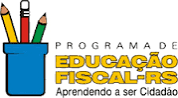 PROGRAMA DE
EDUCAÇÃO
FISCAL-RS
Aprendendo a ser Cidadão